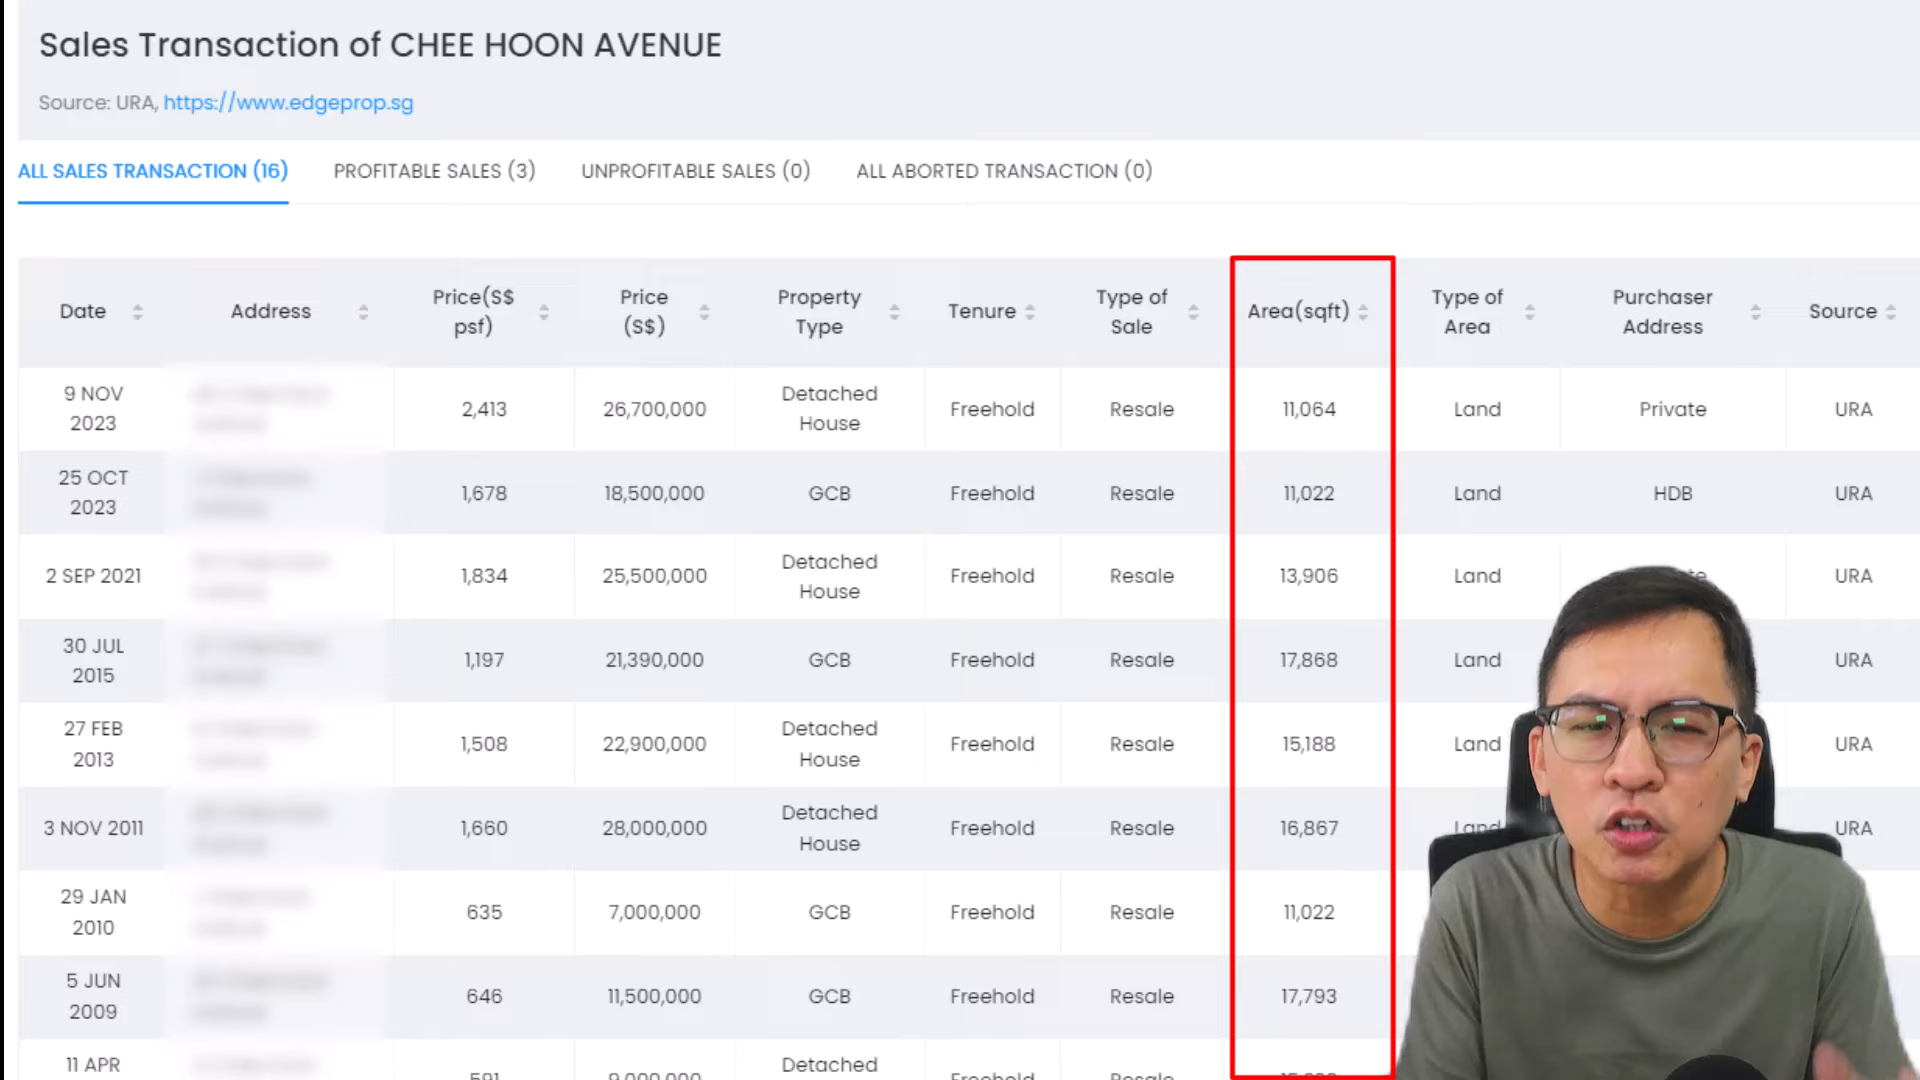 Sales Transaction of CHEE HOON AVENUE
Source: URA, https://www.edgeprop.sg
ALL SALES TRANSACTION (16) PROFITABLE SALES (3) UNPROFITABLE SALES (0) ALL ABORTED TRANSACTION (0)
Date Address Price(S$ psf) Price (S$) Property Type Tenure Type of Sale Area(sqft) Type of Area Purchaser Address Source
9 NOV 2023 2,413 26,700,000 Detached House Freehold Resale 11,064 Land Private URA
25 OCT 2023 1,678 18,500,000 GCB Freehold Resale 11,022 Land HDB URA
2 SEP 2021 1,834 25,500,000 Detached House Freehold Resale 13,906 Land URA
30 JUL 2015 1,197 21,390,000 GCB Freehold Resale 17,868 Land URA
27 FEB 2013 1,508 22,900,000 Detached House Freehold Resale 15,188 Land URA
3 NOV 2011 1,660 28,000,000 Detached House Freehold Resale 16,867 Land URA
29 JAN 2010 635 7,000,000 GCB Freehold Resale 11,022
5 JUN 2009 646 11,500,000 GCB Freehold Resale 17,793
11 APR 591 9,000,000 Detached Freehold Resale